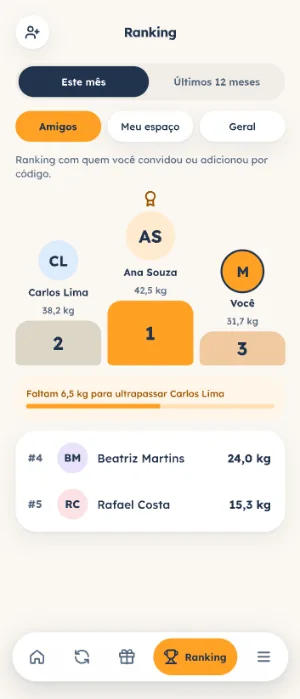 Ranking
Este mês
Últimos 12 meses
Amigos
Meu espaço
Geral
Ranking com quem você convidou ou adicionou por
código.
AS
Ana Souza
42,5 kg
1
CL
Carlos Lima
38,2 kg
2
M
Você
31,7 kg
3
Faltam 6,5 kg para ultrapassar Carlos Lima
#4 BM Beatriz Martins 24,0 kg
#5 RC Rafael Costa 15,3 kg
Ranking